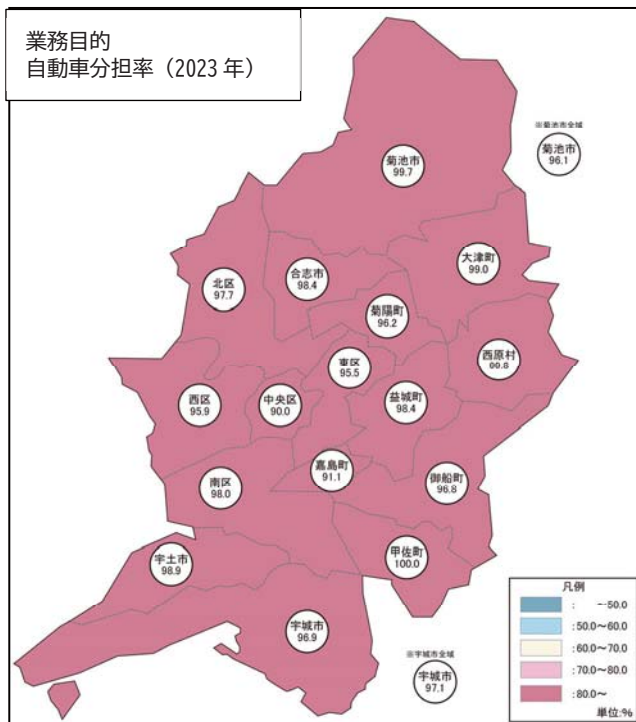 業務目的
自動車分担率（2023 年）
※菊池市全域
菊池市
96.1
菊池市
99.7
大津町
99.0
合志市
98.4
北区
97.7
菊陽町
96.2
西原村
東区
95.5
西区
95.9
中央区
90.0
益城町
98.4
嘉島町
91.1
御船町
96.8
南区
98.0
甲佐町
100.0
宇土市
98.9
宇城市
96.9
※宇城市全域
宇城市
97.1
凡例
： ～50.0
:50.0～60.0
:60.0～70.0
:70.0～80.0
:80.0～
単位:%